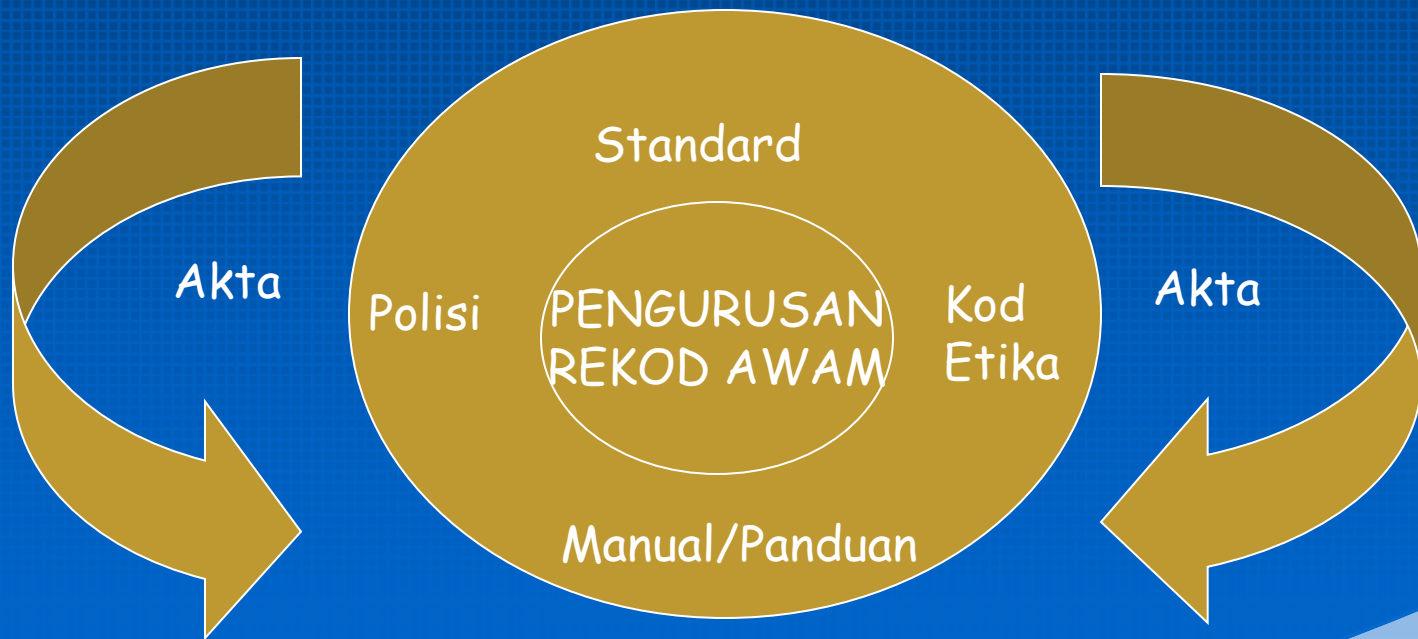 Standard
Akta
Polisi
PENGURUSAN
REKOD AWAM
Kod
Etika
Akta
Manual/Panduan